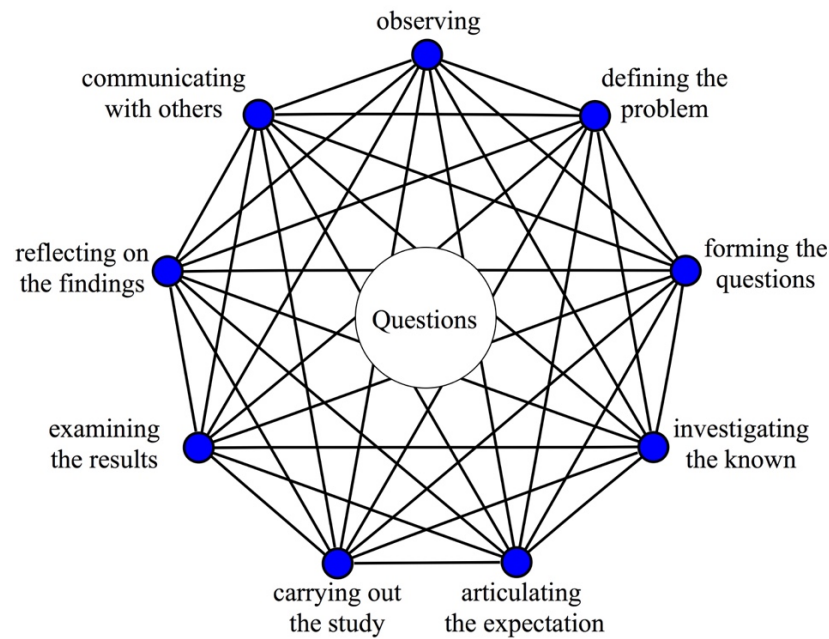 observing
defining the
problem
forming the
questions
investigating
the known
articulating
the expectation
carrying out
the study
examining
the results
reflecting on
the findings
communicating
with others
Questions